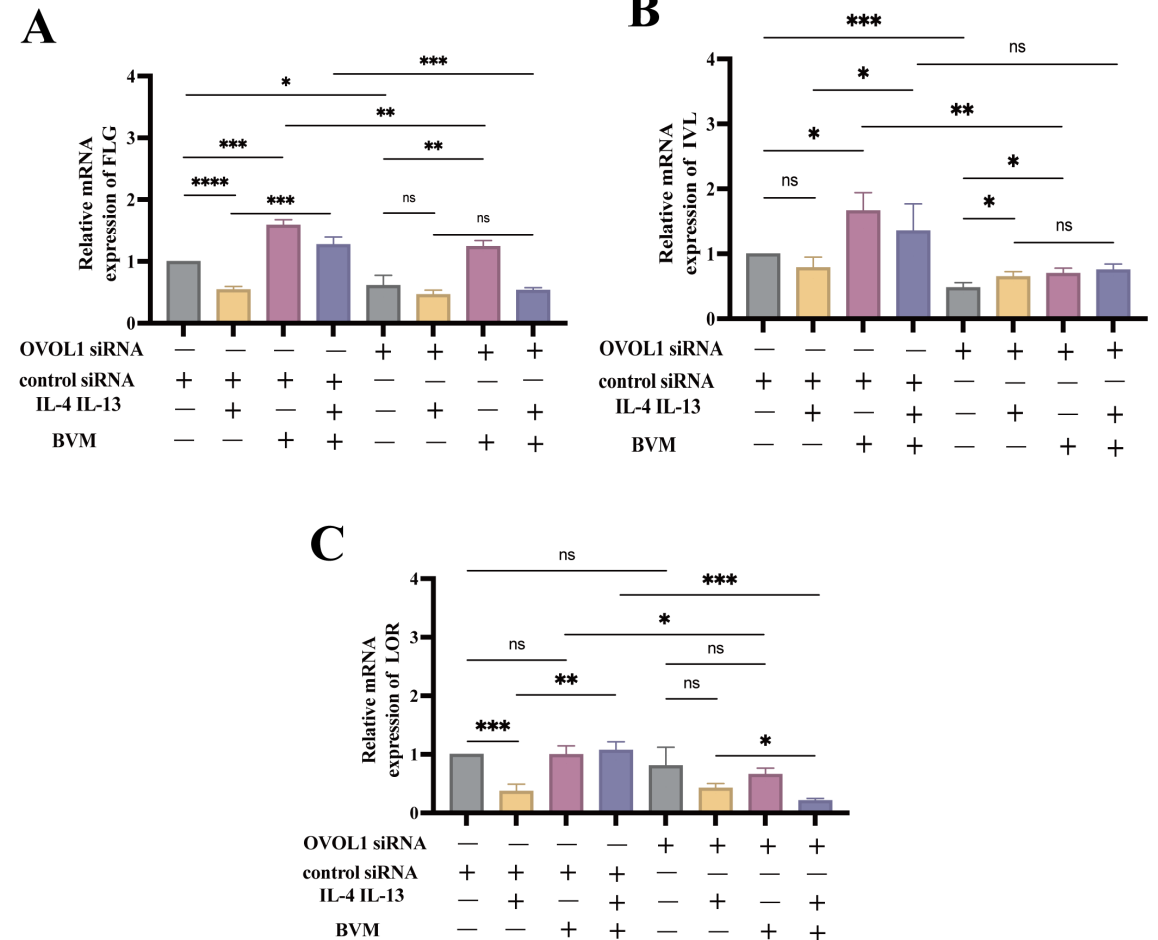 A
Relative mRNA
expression of FLG
4
3
2
1
0
***
*
**
***
**
****
***
ns
ns
OVOL1 siRNA — — — — + + + +
control siRNA + + + + — — — —
IL-4 IL-13 — + — + — + — +
BVM — — + + — — + +
B
Relative mRNA
expression of IVL
4
3
2
1
0
***
ns
*
**
*
*
ns
*
ns
OVOL1 siRNA — — — — + + + +
control siRNA + + + + — — — —
IL-4 IL-13 — + — + — + — +
BVM — — + + — — + +
C
Relative mRNA
expression of LOR
4
3
2
1
0
ns
***
*
ns
ns
**
ns
***
*
OVOL1 siRNA — — — — + + + +
control siRNA + + + + — — — —
IL-4 IL-13 — + — + — + — +
BVM — — + + — — + +